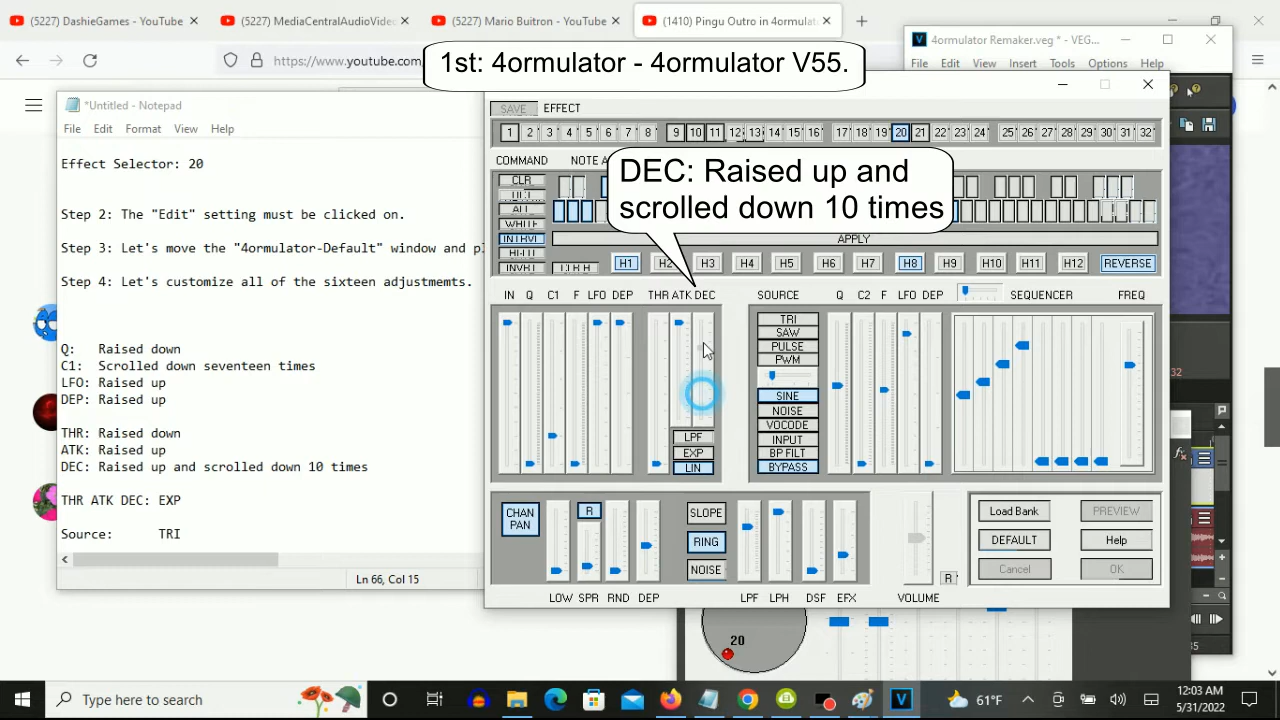 (5227) DashieGames - YouTube
(5227) MediaCentralAudioVideo
(5227) Mario Buitron - YouTube
(1410) Pingu Outro in 4ormulat
4ormulator Remaker.veg * - VEG...
https://www.youtube.com
1st: 4ormulator - 4ormulator V55.
File Edit View Insert Tools Options Help
*Untitled - Notepad
File Edit Format View Help
SAVE EFFECT
1 2 3 4 5 6 7 8 9 10 11 12 13 14 15 16 17 18 19 20 21 22 23 24 25 26 27 28 29 30 31 32
Effect Selector: 20
COMMAND NOTE A
CLR
DEC: Raised up and
scrolled down 10 times
ALL
WHITE
INTRVL
INVRT
APPLY
H1 H2 H3 H4 H5 H6 H7 H8 H9 H10 H11 H12 REVERSE
Step 2: The "Edit" setting must be clicked on.
Step 3: Let's move the "4ormulator-Default" window and pl
Step 4: Let's customize all of the sixteen adjustmemts.
Q: Raised down
C1: Scrolled down seventeen times
LFO: Raised up
DEP: Raised up
THR: Raised down
ATK: Raised up
DEC: Raised up and scrolled down 10 times
THR ATK DEC: EXP
Source: TRI
Ln 66, Col 15
IN Q C1 F LFO DEP THR ATK DEC SOURCE Q C2 F LFO DEP SEQUENCER FREQ
TRI
SAW
PULSE
PWM
SINE
NOISE
VOCODE
INPUT
BP FILT
BYPASS
LPF
EXP
LIN
CHAN
PAN
R
SLOPE
RING
NOISE
Load Bank PREVIEW
DEFAULT Help
Cancel OK
R
LOW SPR RND DEP LPF LPH DSF EFX VOLUME
20
32
35
Type here to search
61°F
12:03 AM
5/31/2022